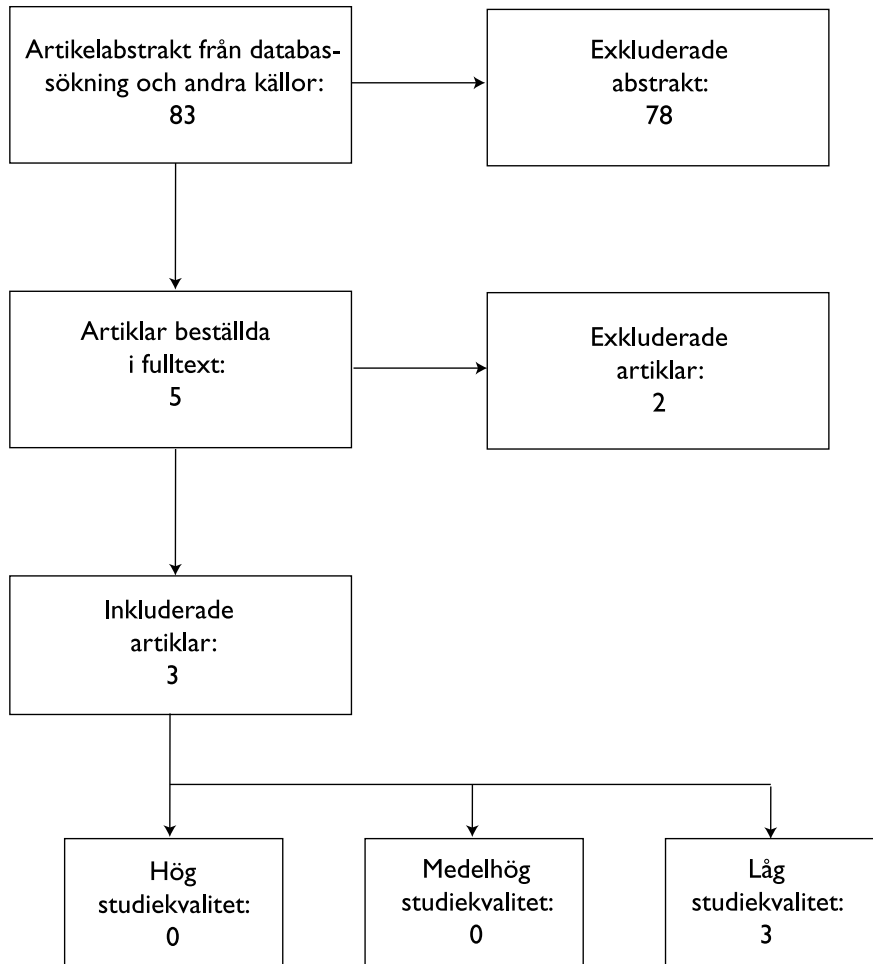 Artikelabstrakt från databas-
sökning och andra källor:
83
Exkluderade
abstrakt:
78
Artiklar beställda
i fulltext:
5
Exkluderade
artiklar:
2
Inkluderade
artiklar:
3
Hög
studiekvalitet:
0
Medelhög
studiekvalitet:
0
Låg
studiekvalitet:
3